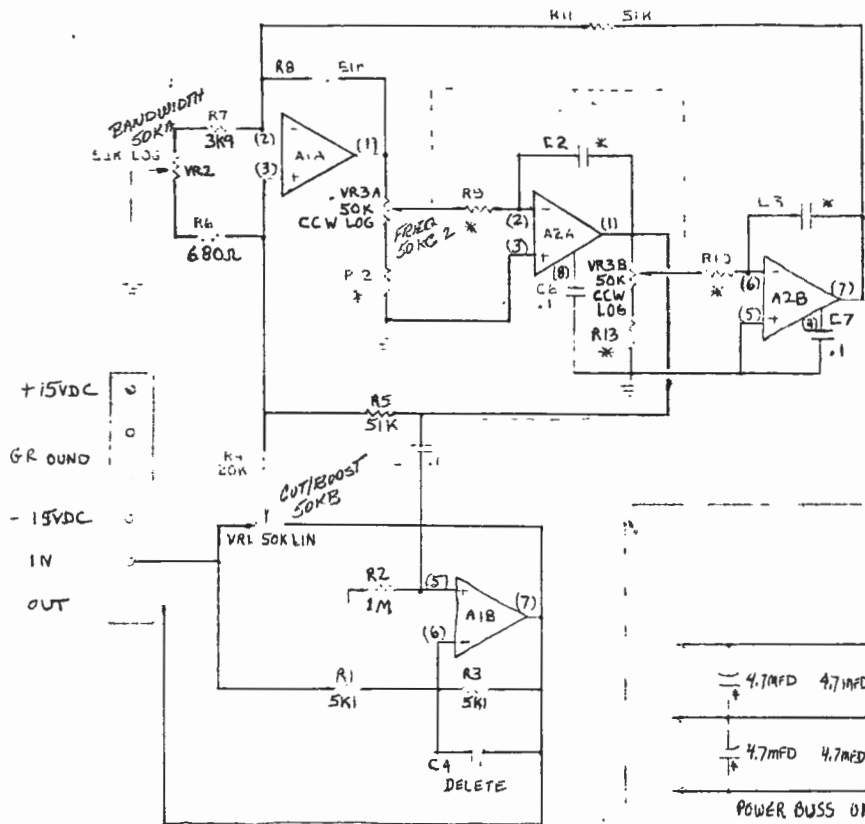 R11 51K
R8 51K
BANDWIDTH
50KA
R7
3K9
51K LOG
VR2
R6
680Ω
(2)
(3)
A1A
(1)
-
+
VR3A
50K
CCW LOG
FREQ
50KC2
R12
*
R9
*
C2 *
(2)
(3)
A2A
(1)
-
+
(8)
C6
.1
VR3B
50K
CCW
LOG
R13
*
R10
*
C3 *
(6)
(5)
A2B
(7)
-
+
C7
.1
+15VDC
GROUND
-15VDC
IN
OUT
R5
51K
.1
R4
20K
CUT/BOOST
50KB
VR1 50K LIN
R2
1M
(5)
(6)
A1B
(7)
+
-
R1
5K1
R3
5K1
C4
DELETE
4.7MFD 4.7MFD
4.7MFD 4.7MFD
POWER BUSS